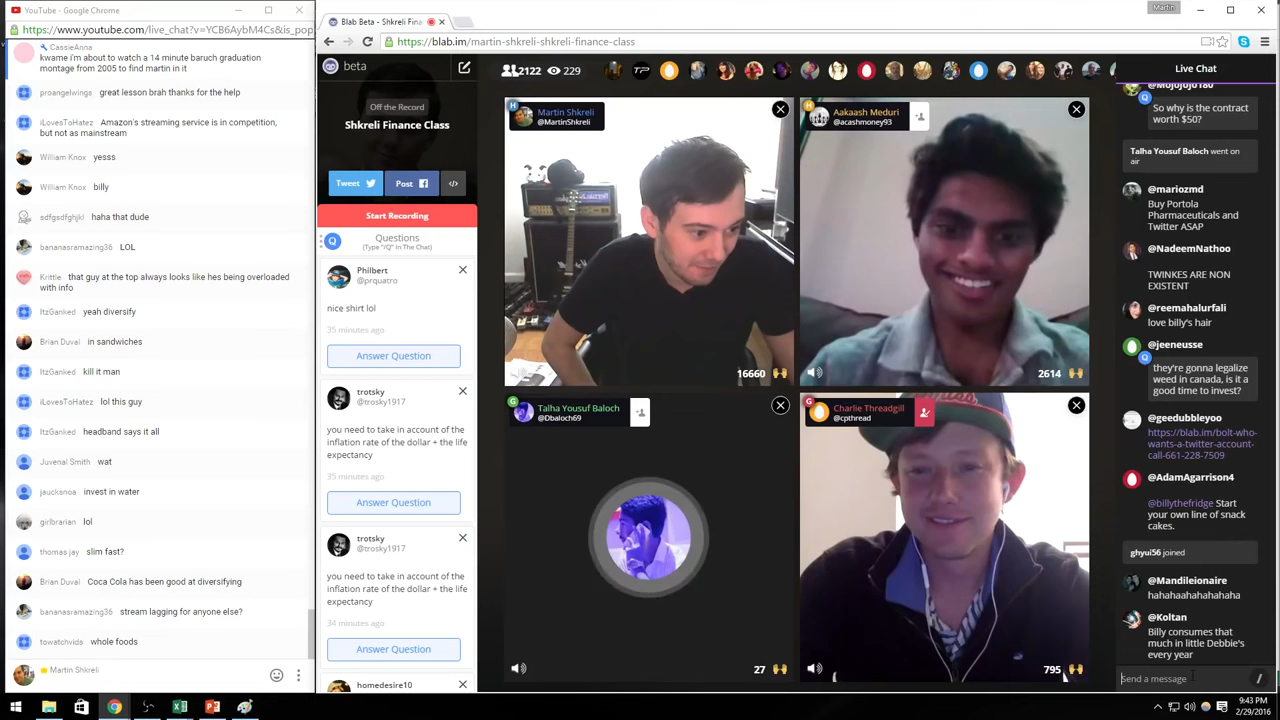 YouTube - Google Chrome
https://www.youtube.com/live_chat?v=YCB6AybM4Cs&is_pop
CassieAnna
kwame i'm about to watch a 14 minute baruch graduation
montage from 2005 to find martin in it
proangelwings great lesson brah thanks for the help
iLovesToHatez Amazon's streaming service is in competition,
but not as mainstream
William Knox yesss
William Knox billy
sdfgsdfghjkl haha that dude
bananasramazing36 LOL
Krittle that guy at the top always looks like hes being overloaded
with info
ItzGanked yeah diversify
Brian Duval in sandwiches
ItzGanked kill it man
iLovesToHatez lol this guy
ItzGanked headband says it all
Juvenal Smith wat
jaucksnoa invest in water
girlbrarian lol
thomas jay slim fast?
Brian Duval Coca Cola has been good at diversifying
bananasramazing36 stream lagging for anyone else?
towatchvids whole foods
Martin Shkreli
Blab Beta - Shkreli Fina
Martin
https://blab.im/martin-shkreli-shkreli-finance-class
beta
Off the Record
Shkreli Finance Class
Tweet
Post
</>
Start Recording
Q
Questions
(Type "/Q" In The Chat)
Philbert
@prquatro
nice shirt lol
35 minutes ago
Answer Question
trotsky
@trosky1917
you need to take in account of the
inflation rate of the dollar + the life
expectancy
35 minutes ago
Answer Question
trotsky
@trosky1917
you need to take in account of the
inflation rate of the dollar + the life
expectancy
34 minutes ago
Answer Question
homedesire10
2122 229
TP
H
Martin Shkreli
@MartinShkreli
16660
H
Aakaash Meduri
@acashmoney93
2614
G
Talha Yousuf Baloch
@Dbaloch69
27
G
Charlie Threadgill
@cpthread
795
Live Chat
Q
So why is the contract
worth $50?
Talha Yousuf Baloch went on
air
@mariozmd
Buy Portola
Pharmaceuticals and
Twitter ASAP
@NadeemNathoo
TWINKES ARE NON
EXISTENT
@reemahalurfali
love billy's hair
@jeeneusse
Q
they're gonna legalize
weed in canada, is it a
good time to invest?
@geedubbleyoo
https://blab.im/bolt-who-
wants-a-twitter-account-
call-661-228-7509
@AdamAgarrison4
@billythefridge Start
your own line of snack
cakes.
ghyui56 joined
@Mandileionaire
hahahaahahahahaha
@Koltan
Billy consumes that
much in little Debbie's
every year
Send a message
/
9:43 PM
2/29/2016